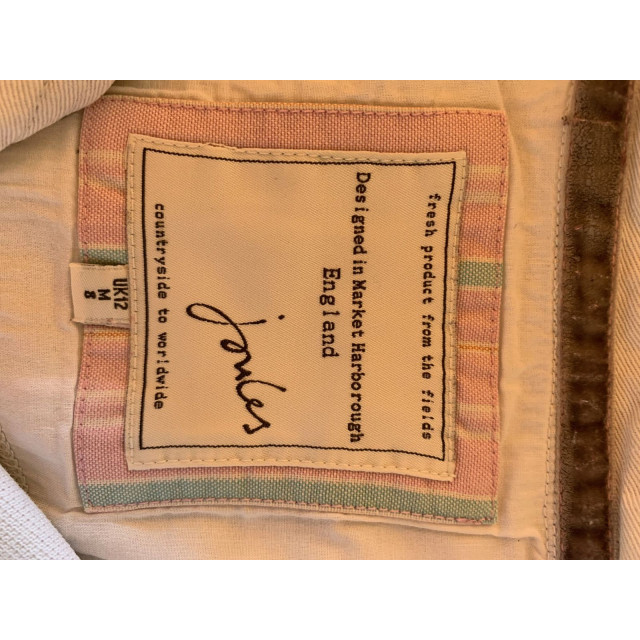 fresh product from the fields
Designed in Market Harborough
England
joules
countryside to worldwide
UK12
M
8